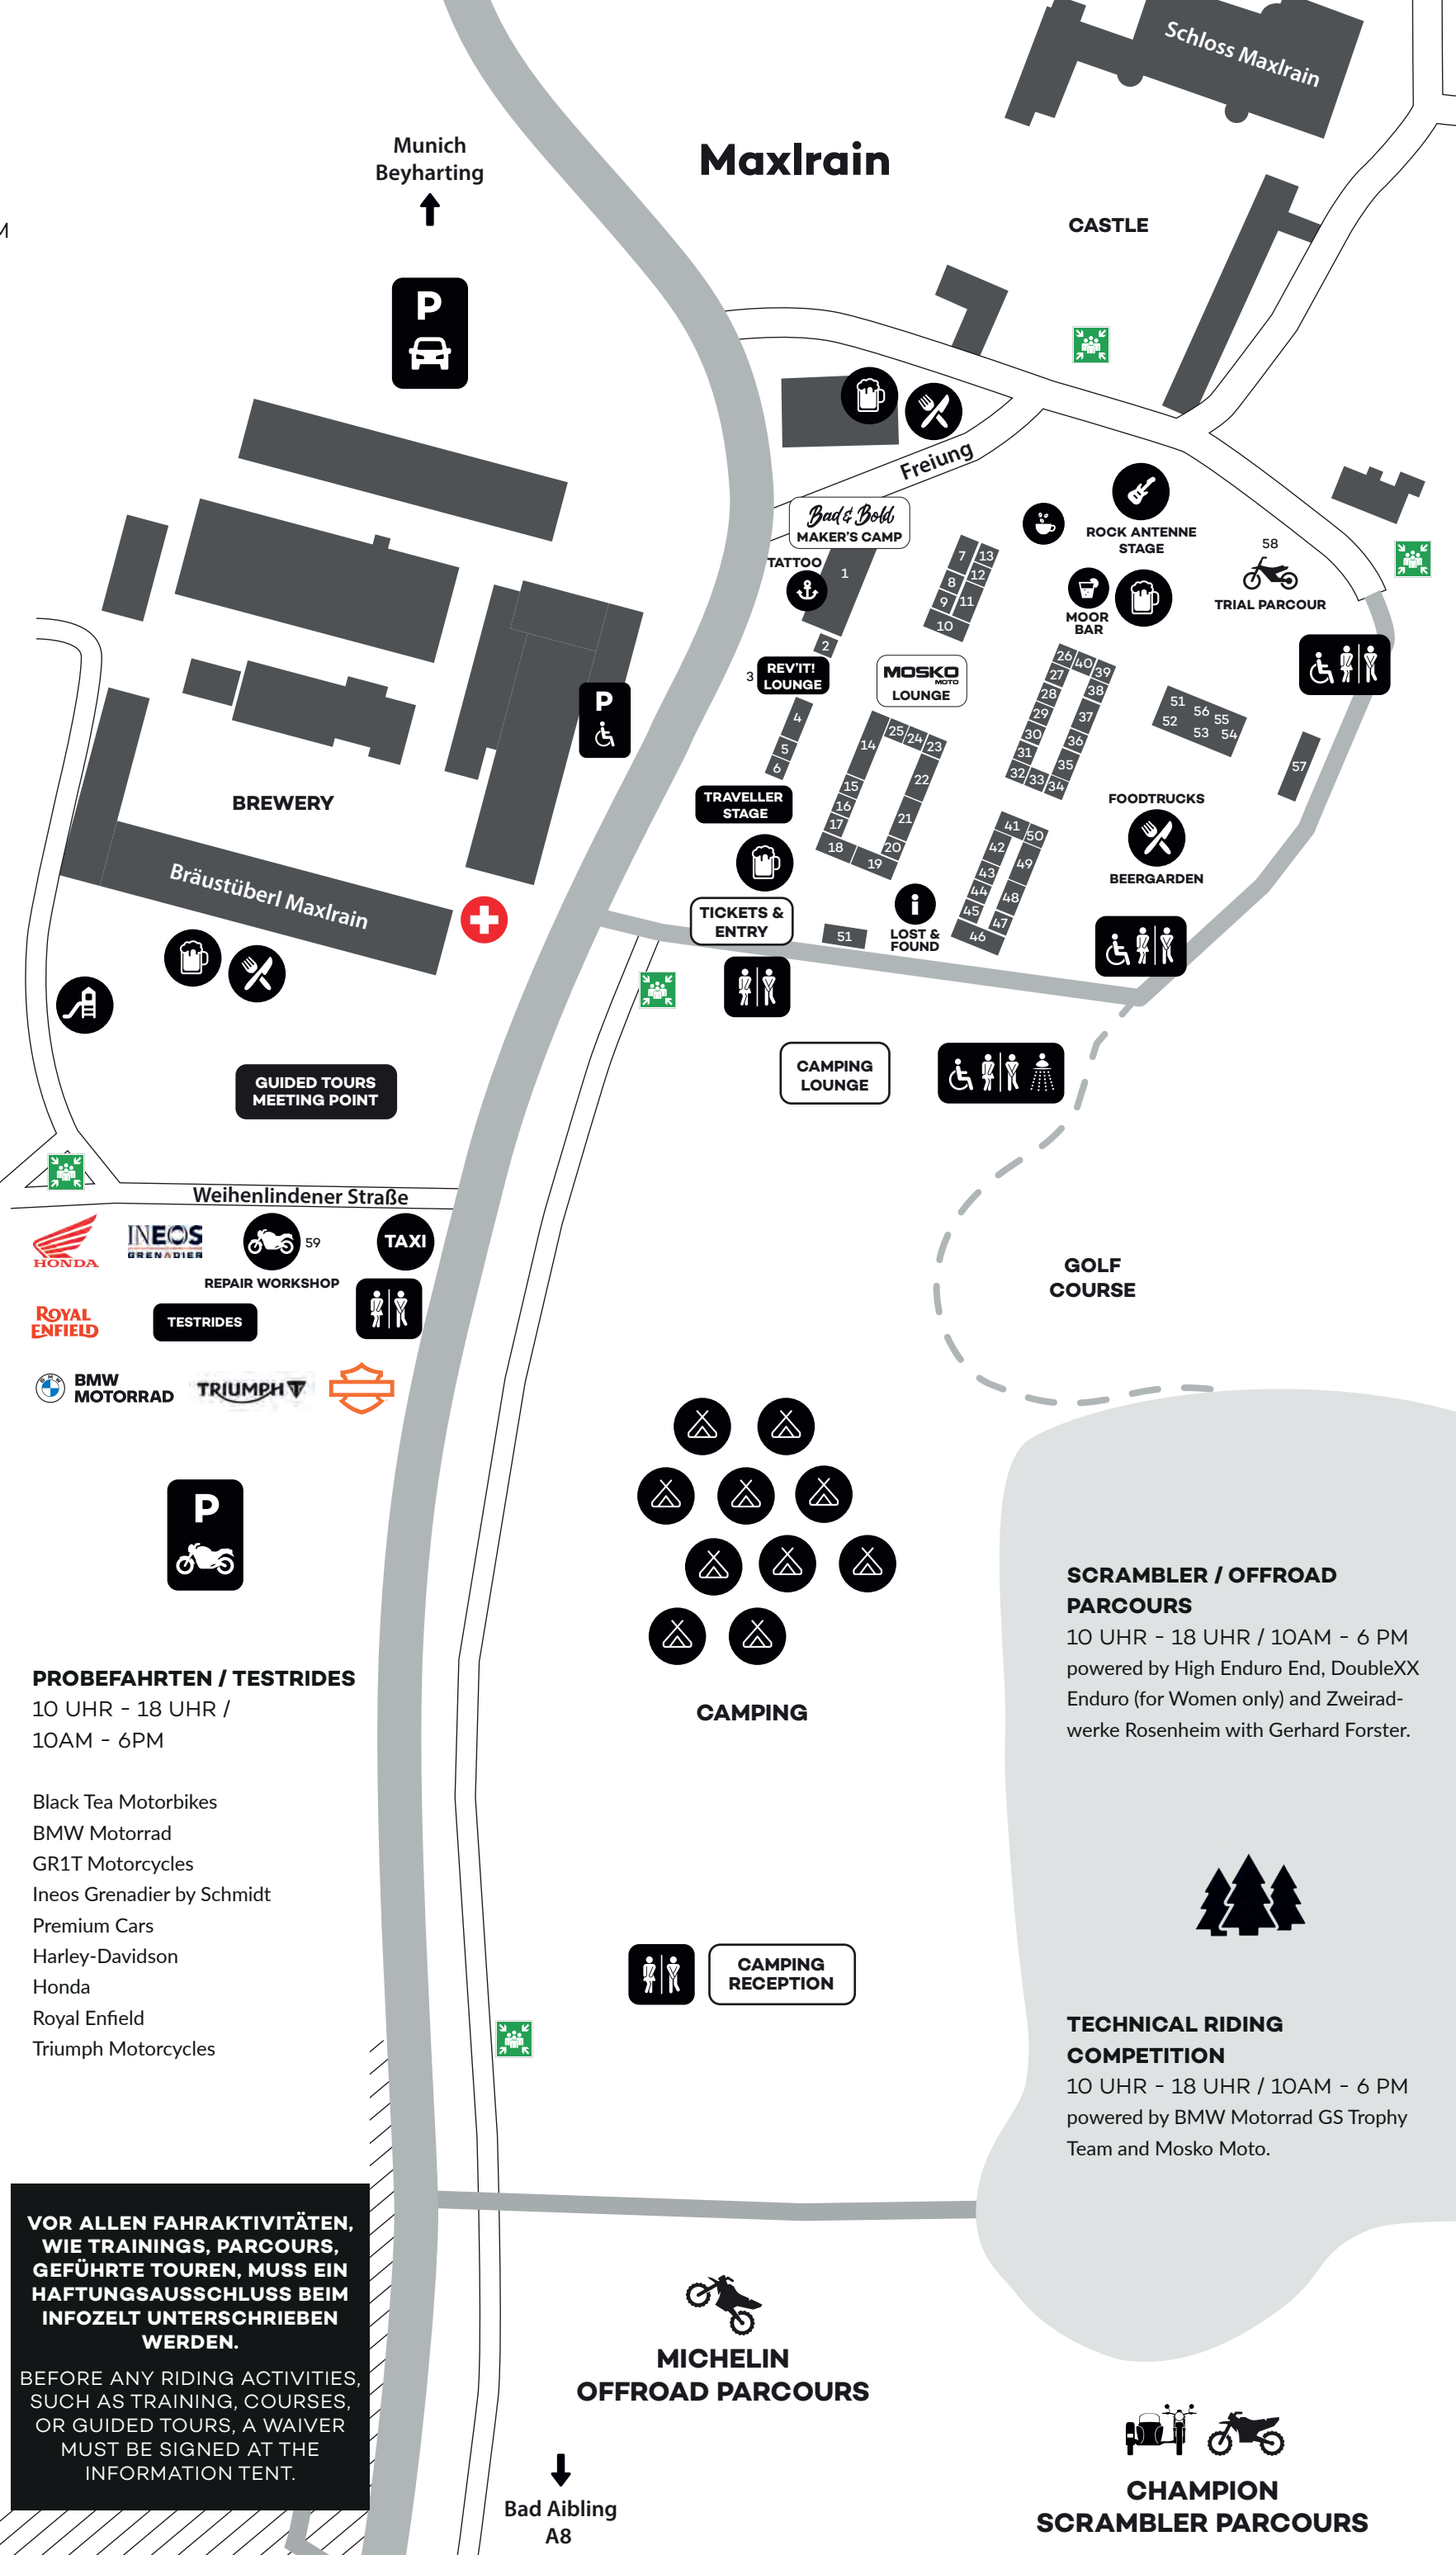 Schloss Maxlrain
Munich
Beyharting
Maxlrain
CASTLE
M
P
Freiung
Bad & Bold
MAKER'S CAMP
ROCK ANTENNE
STAGE
58
TRIAL PARCOUR
TATTOO
1
2
7
13
8
12
9
11
10
MOOR
BAR
3
REV'IT!
LOUNGE
MOSKO
MOTO
LOUNGE
P
4
5
6
26
40
39
27
38
28
29
37
30
36
31
35
32
33
34
51
56
55
52
53
54
57
25
24
23
14
22
15
16
21
17
20
18
19
TRAVELLER
STAGE
BREWERY
Bräustüberl Maxlrain
FOODTRUCKS
BEERGARDEN
41
50
42
49
43
44
48
45
47
46
TICKETS &
ENTRY
51
LOST &
FOUND
CAMPING
LOUNGE
GUIDED TOURS
MEETING POINT
Weihenlindener Straße
HONDA
INEOS
GRENADIER
59
TAXI
REPAIR WORKSHOP
ROYAL
ENFIELD
TESTRIDES
BMW
MOTORRAD
TRIUMPH
GOLF
COURSE
P
PROBEFAHRTEN / TESTRIDES
10 UHR - 18 UHR /
10AM - 6PM
Black Tea Motorbikes
BMW Motorrad
GR1T Motorcycles
Ineos Grenadier by Schmidt
Premium Cars
Harley-Davidson
Honda
Royal Enfield
Triumph Motorcycles
CAMPING
SCRAMBLER / OFFROAD
PARCOURS
10 UHR - 18 UHR / 10AM - 6 PM
powered by High Enduro End, DoubleXX
Enduro (for Women only) and Zweirad-
werke Rosenheim with Gerhard Forster.
CAMPING
RECEPTION
TECHNICAL RIDING
COMPETITION
10 UHR - 18 UHR / 10AM - 6 PM
powered by BMW Motorrad GS Trophy
Team and Mosko Moto.
VOR ALLEN FAHRAKTIVITÄTEN,
WIE TRAININGS, PARCOURS,
GEFÜHRTE TOUREN, MUSS EIN
HAFTUNGSAUSSCHLUSS BEIM
INFOZELT UNTERSCHRIEBEN
WERDEN.
BEFORE ANY RIDING ACTIVITIES,
SUCH AS TRAINING, COURSES,
OR GUIDED TOURS, A WAIVER
MUST BE SIGNED AT THE
INFORMATION TENT.
MICHELIN
OFFROAD PARCOURS
Bad Aibling
A8
CHAMPION
SCRAMBLER PARCOURS